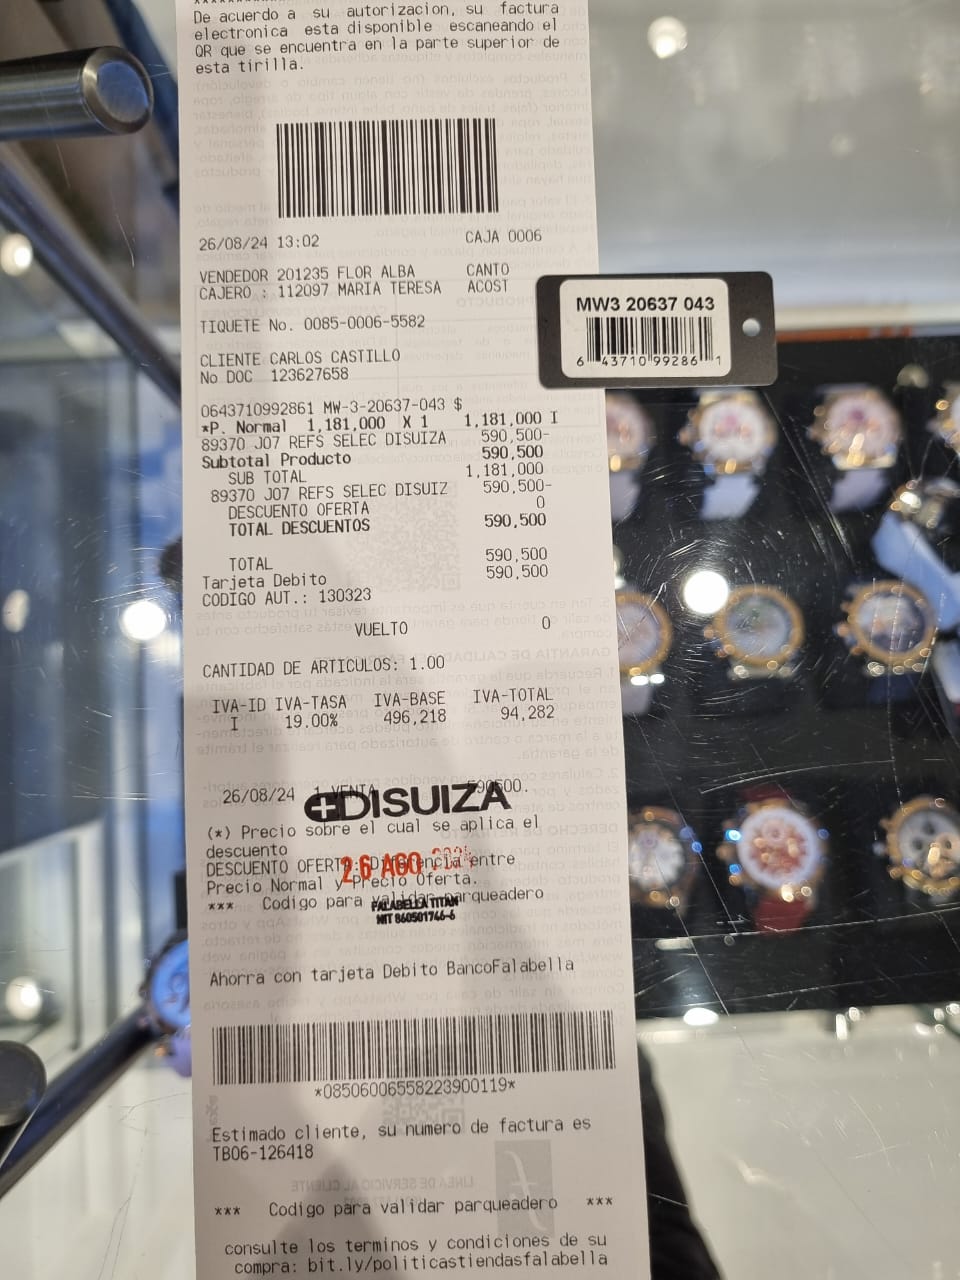 De acuerdo a su autorizacion, su factura
electronica esta disponible escaneando el
QR que se encuentra en la parte superior de
esta tirilla.
26/08/24 13:02 CAJA 0006
VENDEDOR 201235 FLOR ALBA CANTO
CAJERO : 112097 MARIA TERESA ACOST
TIQUETE No. 0085-0006-5582
CLIENTE CARLOS CASTILLO
No DOC 123627658
0643710992861 MW-3-20637-043 $
*P. Normal 1,181,000 X 1 1,181,000 I
89370 J07 REFS SELEC DISUIZA 590,500-
Subtotal Producto 590,500
SUB TOTAL 1,181,000
89370 J07 REFS SELEC DISUIZ 590,500-
DESCUENTO OFERTA 0
TOTAL DESCUENTOS 590,500
TOTAL 590,500
Tarjeta Debito 590,500
CODIGO AUT.: 130323
VUELTO 0
CANTIDAD DE ARTICULOS: 1.00
IVA-ID IVA-TASA IVA-BASE IVA-TOTAL
I 19.00% 496,218 94,282
26/08/24 1 VENTA 590500.
DISUIZA
(*) Precio sobre el cual se aplica el
descuento
DESCUENTO OFERTA: Diferencia entre
26 AGO
Precio Normal y Precio Oferta.
*** Codigo para validar parqueadero
FALABELLA TITAN
NIT 860501746-6
Ahorra con tarjeta Debito BancoFalabella
*08506006558223900119*
Estimado cliente, su numero de factura es
TB06-126418
*** Codigo para validar parqueadero ***
consulte los terminos y condiciones de su
compra: bit.ly/politicastiendasfalabella
MW3 20637 043
6 43710 99286 1